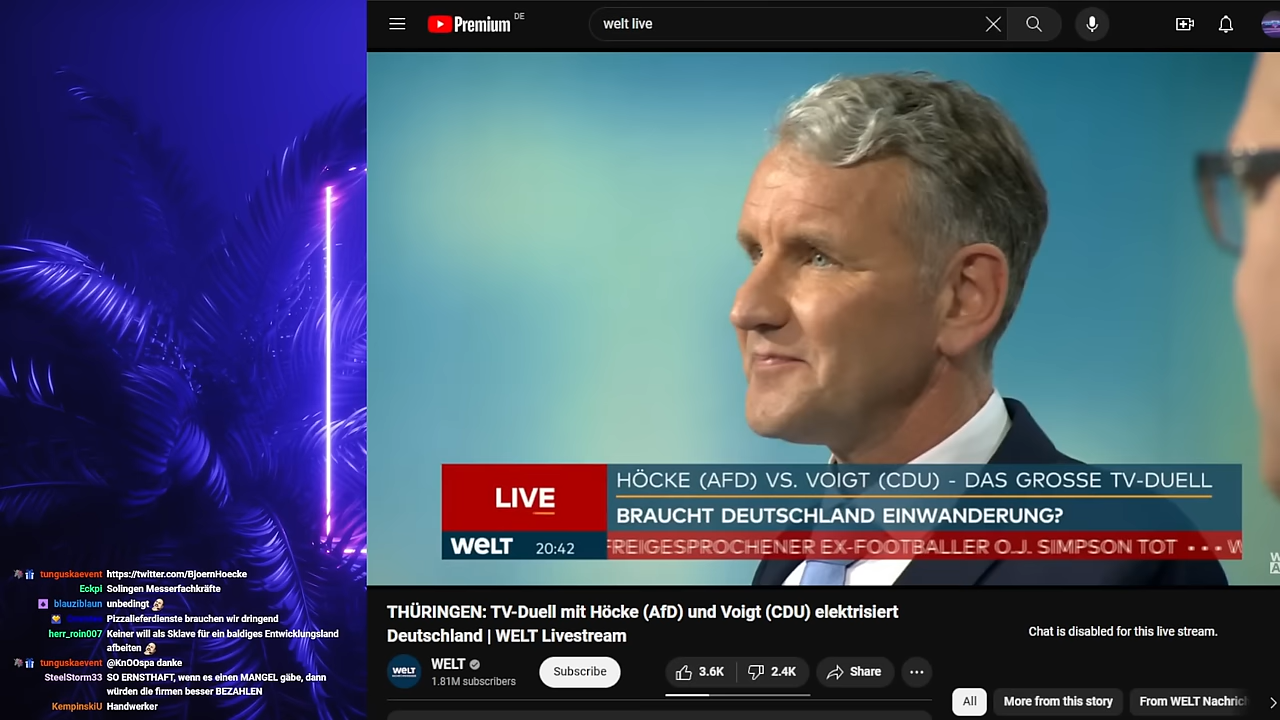 Premium DE
welt live
HÖCKE (AFD) VS. VOIGT (CDU) - DAS GROSSE TV-DUELL
LIVE
BRAUCHT DEUTSCHLAND EINWANDERUNG?
WELT 20:42
FREIGESPROCHENER EX-FOOTBALLER O.J. SIMPSON TOT
THÜRINGEN: TV-Duell mit Höcke (AfD) und Voigt (CDU) elektrisiert
Deutschland | WELT Livestream
Chat is disabled for this live stream.
welt
WELT
1.81M subscribers
Subscribe
3.6K
2.4K
Share
All
More from this story
From WELT Nachric
tunguskaevent https://twitter.com/BjoernHoecke
Eckpi Solingen Messerfachkräfte
blauziblaun unbedingt
Pizzalieferdienste brauchen wir dringend
herr_roin007 Keiner will als Sklave für ein baldiges Entwicklungsland
afbeiten
tunguskaevent @KnOOspa danke
SteelStorm33 SO ERNSTHAFT, wenn es einen MANGEL gäbe, dann
würden die firmen besser BEZAHLEN
KempinskiU Handwerker